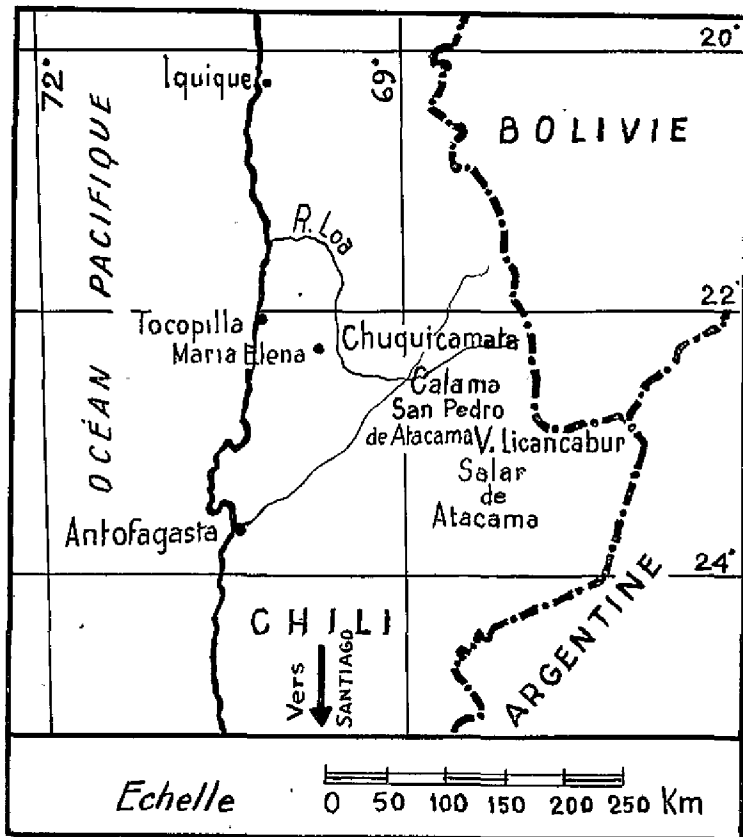 20°
72°
69°
Iquique
BOLIVIE
OCÉAN PACIFIQUE
R. Loa
22°
Tocopilla
Maria Elena
Chuquicamata
Calama
San Pedro
de Atacama
V. Licancabur
Salar
de
Atacama
Antofagasta
24°
CHILI
ARGENTINE
Vers
SANTIAGO
Echelle
0 50 100 150 200 250 Km